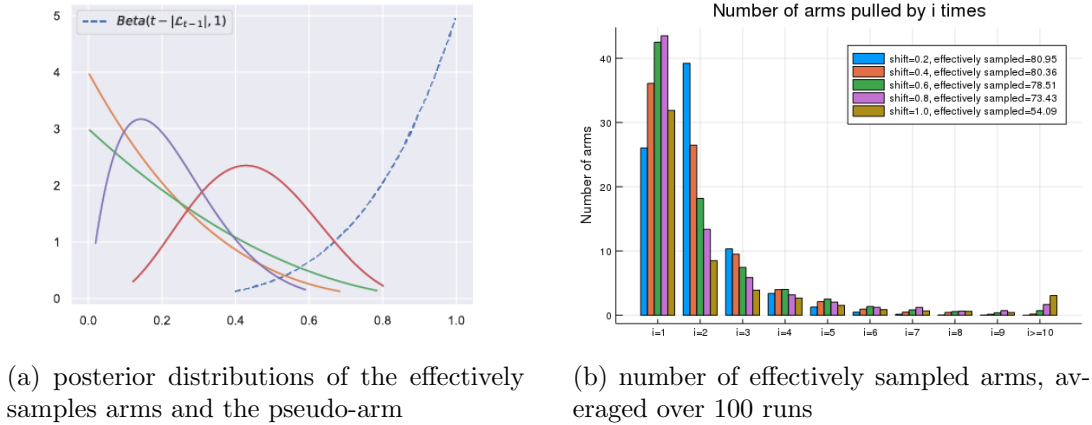 Beta(t − |ℒₜ₋₁|, 1)
5
4
3
2
1
0
0.0 0.2 0.4 0.6 0.8 1.0
(a) posterior distributions of the effectively
samples arms and the pseudo-arm
Number of arms pulled by i times
shift=0.2, effectively sampled=80.95
shift=0.4, effectively sampled=80.36
shift=0.6, effectively sampled=78.51
shift=0.8, effectively sampled=73.43
shift=1.0, effectively sampled=54.09
Number of arms
40
30
20
10
0
i=1 i=2 i=3 i=4 i=5 i=6 i=7 i=8 i=9 i>=10
(b) number of effectively sampled arms, av-
eraged over 100 runs